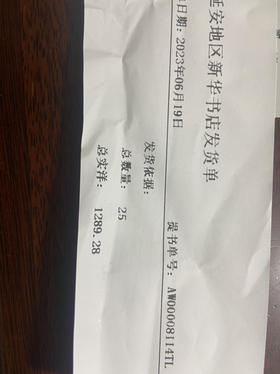 延安地区新华书店发货单
日期: 2023年06月19日
提书单号: AW00008114TL
发货依据:
总数量: 25
总实洋: 1289.28